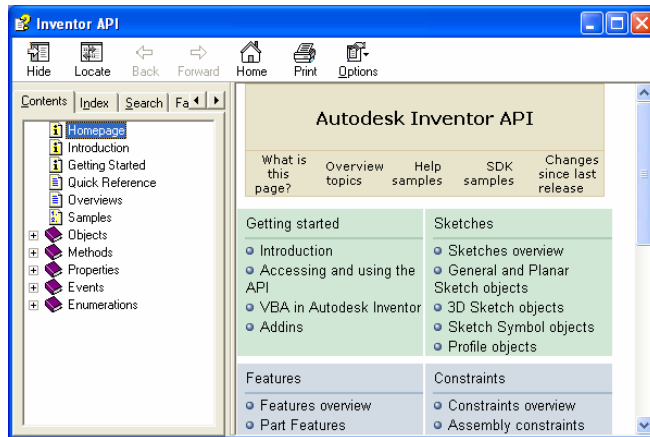 Inventor API
Hide Locate Back Forward Home Print Options
Contents Index Search Fa
Homepage
Introduction
Getting Started
Quick Reference
Overviews
Samples
Objects
Methods
Properties
Events
Enumerations
Autodesk Inventor API
What is this page?
Overview topics
Help samples
SDK samples
Changes since last release
Getting started
Introduction
Accessing and using the
API
VBA in Autodesk Inventor
Addins
Sketches
Sketches overview
General and Planar
Sketch objects
3D Sketch objects
Sketch Symbol objects
Profile objects
Features
Features overview
Part Features
Constraints
Constraints overview
Assembly constraints